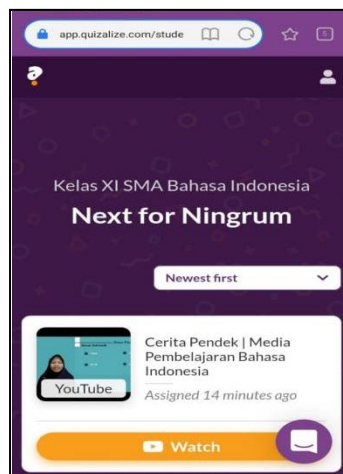 app.quizalize.com/stude
5
Kelas XI SMA Bahasa Indonesia
Next for Ningrum
Newest first
Cerita Pendek | Media
Pembelajaran Bahasa
Indonesia
YouTube
Assigned 14 minutes ago
Watch